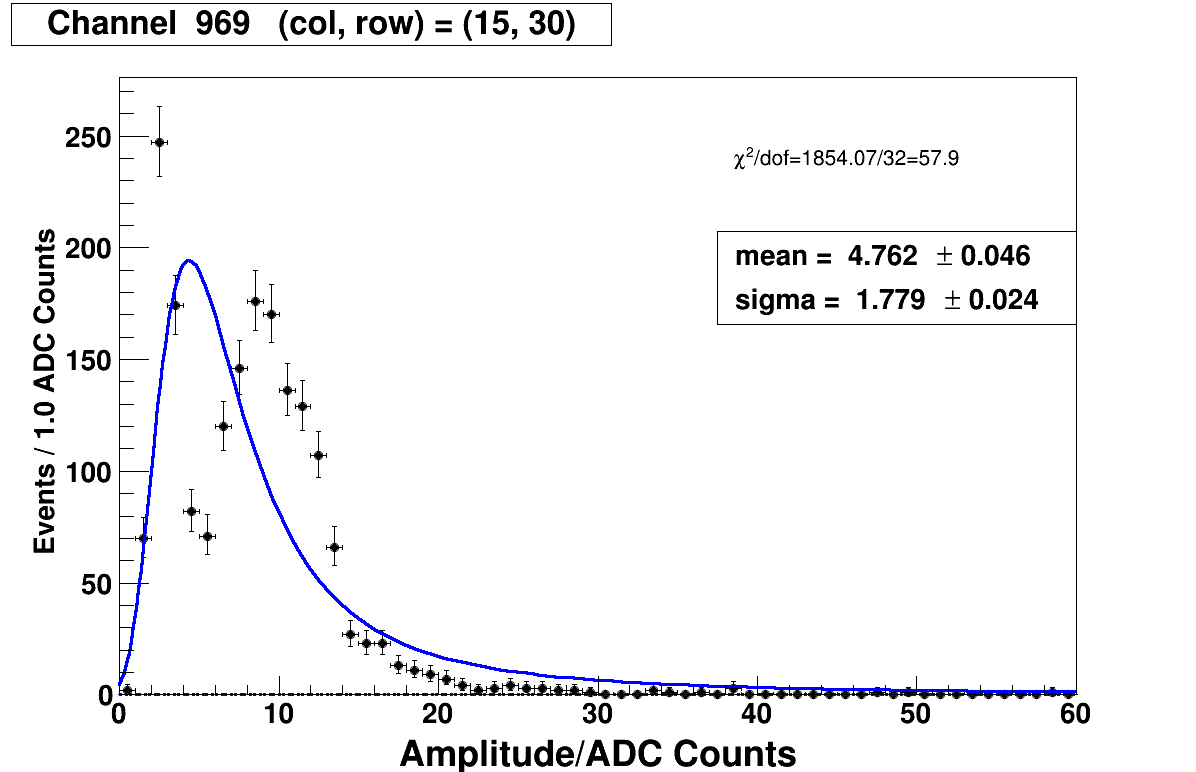 Channel 969 (col, row) = (15, 30)
χ²/dof=1854.07/32=57.9
mean = 4.762 ± 0.046
sigma = 1.779 ± 0.024
Events / 1.0 ADC Counts
250
200
150
100
50
0
0 10 20 30 40 50 60
Amplitude/ADC Counts